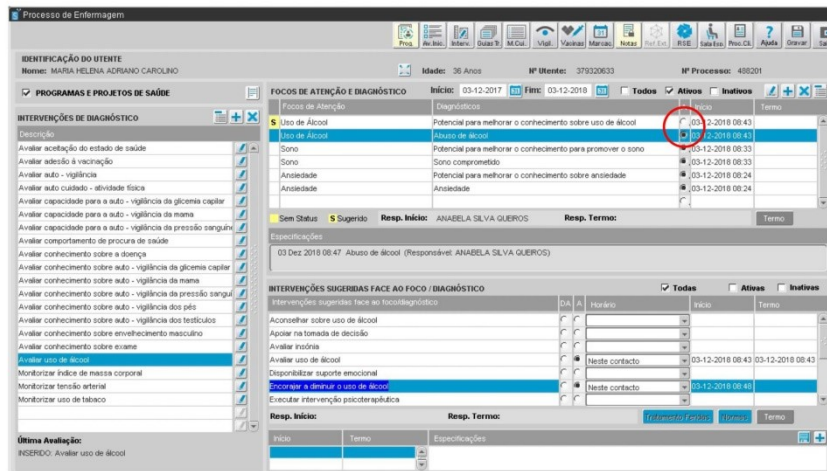 Processo de Enfermagem
Prog. Av.Inic. Interv. Guias Tr. M.Cui. Vigil. Vacinas Marcac. Notas Ref.Ext. RSE Sala Esp. Proc.Clí. Ajuda Gravar
IDENTIFICAÇÃO DO UTENTE
Nome: MARIA HELENA ADRIANO CAROLINO Idade: 36 Anos Nº Utente: 379320633 Nº Processo: 488201
PROGRAMAS E PROJETOS DE SAÚDE
FOCOS DE ATENÇÃO E DIAGNÓSTICO Início: 03-12-2017 Fim: 03-12-2018 Todos Ativos Inativos
Focos de Atenção Diagnósticos Início Termo
S Uso de Álcool Potencial para melhorar o conhecimento sobre uso de álcool 03-12-2018 08:43
Uso de Álcool Abuso de álcool 03-12-2018 08:43
Sono Potencial para melhorar o conhecimento para promover o sono 03-12-2018 08:33
Sono Sono comprometido 03-12-2018 08:33
Ansiedade Potencial para melhorar o conhecimento sobre ansiedade 03-12-2018 08:24
Ansiedade Ansiedade 03-12-2018 08:24
Sem Status S Sugerido Resp. Início: ANABELA SILVA QUEIROS Resp. Termo: Termo
Especificações
03 Dez 2018 08:47 Abuso de álcool (Responsável: ANABELA SILVA QUEIROS)
INTERVENÇÕES DE DIAGNÓSTICO
Descrição
Avaliar aceitação do estado de saúde
Avaliar adesão à vacinação
Avaliar auto - vigilância
Avaliar auto cuidado - atividade física
Avaliar capacidade para a auto - vigilância da glicemia capilar
Avaliar capacidade para a auto - vigilância da mama
Avaliar capacidade para a auto - vigilância da pressão sanguíne
Avaliar comportamento de procura de saúde
Avaliar conhecimento sobre a doença
Avaliar conhecimento sobre auto - vigilância da glicemia capilar
Avaliar conhecimento sobre auto - vigilância da mama
Avaliar conhecimento sobre auto - vigilância da pressão sanguí
Avaliar conhecimento sobre auto - vigilância dos pés
Avaliar conhecimento sobre auto - vigilância dos testículos
Avaliar conhecimento sobre envelhecimento masculino
Avaliar conhecimento sobre exame
Avaliar uso de álcool
Monitorizar índice de massa corporal
Monitorizar tensão arterial
Monitorizar uso de tabaco
Última Avaliação:
INSERIDO: Avaliar uso de álcool
INTERVENÇÕES SUGERIDAS FACE AO FOCO / DIAGNÓSTICO Todas Ativas Inativas
Intervenções sugeridas face ao foco/diagnóstico DA A Horário Início Termo
Aconselhar sobre uso de álcool
Apoiar na tomada de decisão
Avaliar insónia
Avaliar uso de álcool Neste contacto 03-12-2018 08:43 03-12-2018 08:43
Disponibilizar suporte emocional
Encorajar a diminuir o uso de álcool Neste contacto 03-12-2018 08:48
Executar intervenção psicoterapêutica
Resp. Início: Resp. Termo: Tratamento Feridas Normas Termo
Início Termo Especificações